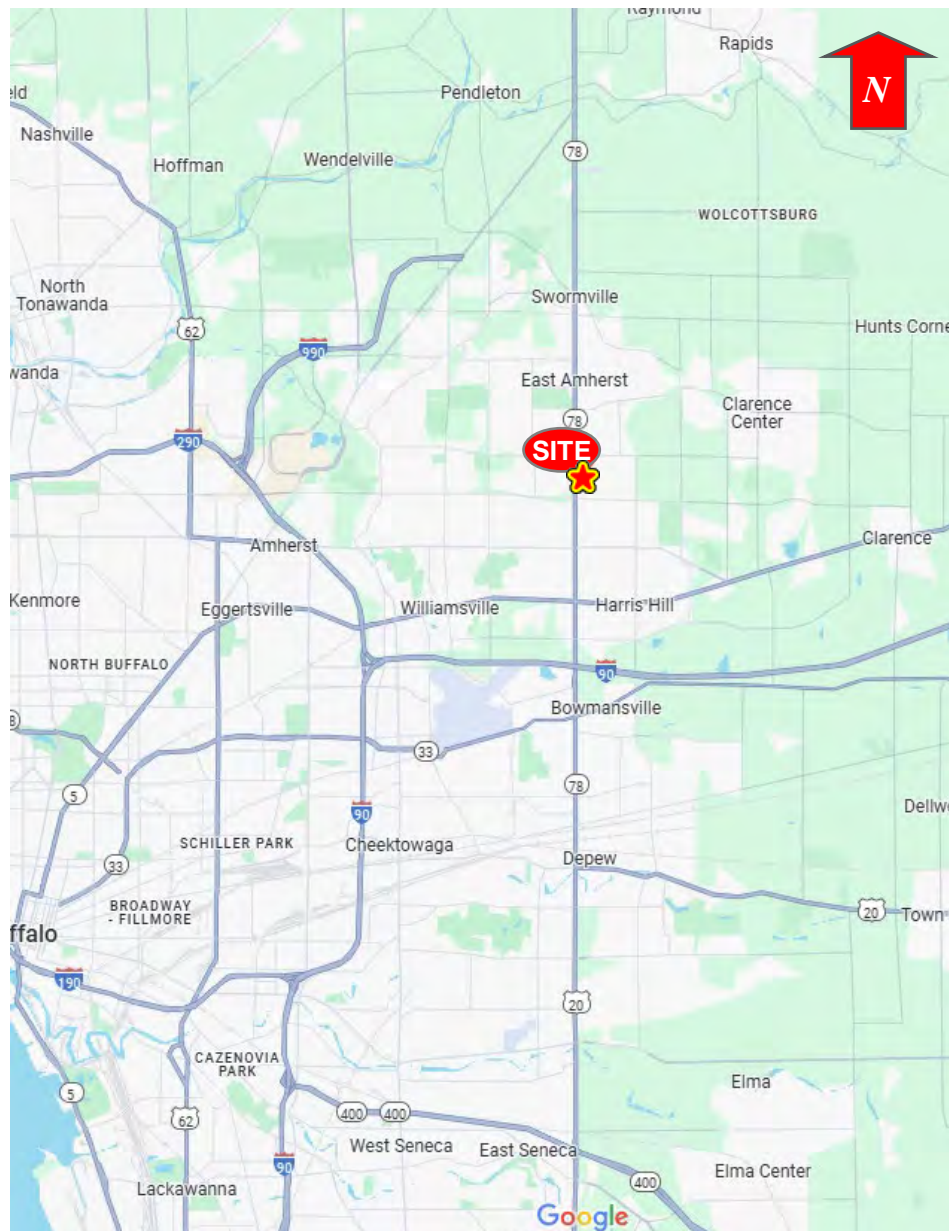 Raymond
Rapids
N
eld
Pendleton
Nashville
78
Hoffman
Wendelville
WOLCOTTSBURG
North
Tonawanda
Swormville
62
Hunts Corne
990
wanda
East Amherst
78
Clarence
Center
290
SITE
Amherst
Clarence
Kenmore
Eggertsville
Williamsville
Harris Hill
NORTH BUFFALO
90
Bowmansville
8
33
78
5
90
Dellw
SCHILLER PARK
Cheektowaga
33
Depew
BROADWAY
- FILLMORE
20
Town
ffalo
190
20
CAZENOVIA
PARK
Elma
5
62
400
400
West Seneca
East Seneca
90
Elma Center
400
Lackawanna
Google